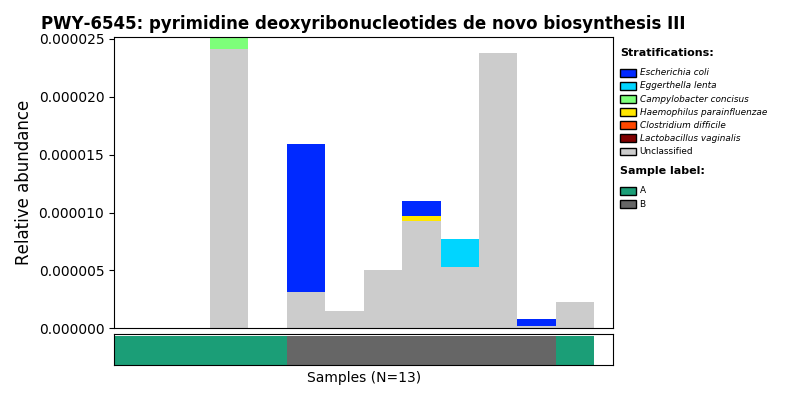 PWY-6545: pyrimidine deoxyribonucleotides de novo biosynthesis III
Relative abundance
0.000025
0.000020
0.000015
0.000010
0.000005
0.000000
Samples (N=13)
Stratifications:
Escherichia coli
Eggerthella lenta
Campylobacter concisus
Haemophilus parainfluenzae
Clostridium difficile
Lactobacillus vaginalis
Unclassified
Sample label:
A
B